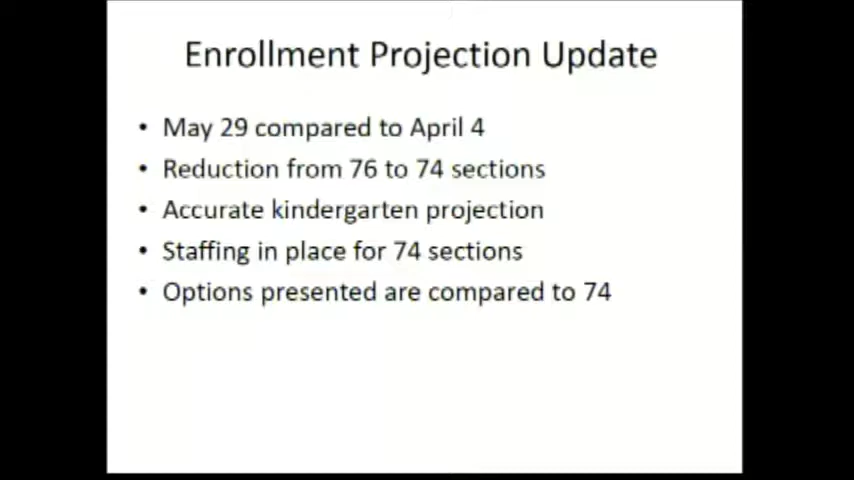 Enrollment Projection Update
• May 29 compared to April 4
• Reduction from 76 to 74 sections
• Accurate kindergarten projection
• Staffing in place for 74 sections
• Options presented are compared to 74